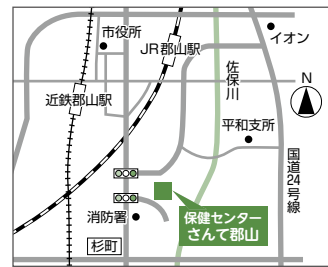 市役所
JR郡山駅
イオン
佐保川
N
近鉄郡山駅
平和支所
国道24号線
保健センター
さんて郡山
消防署
杉町